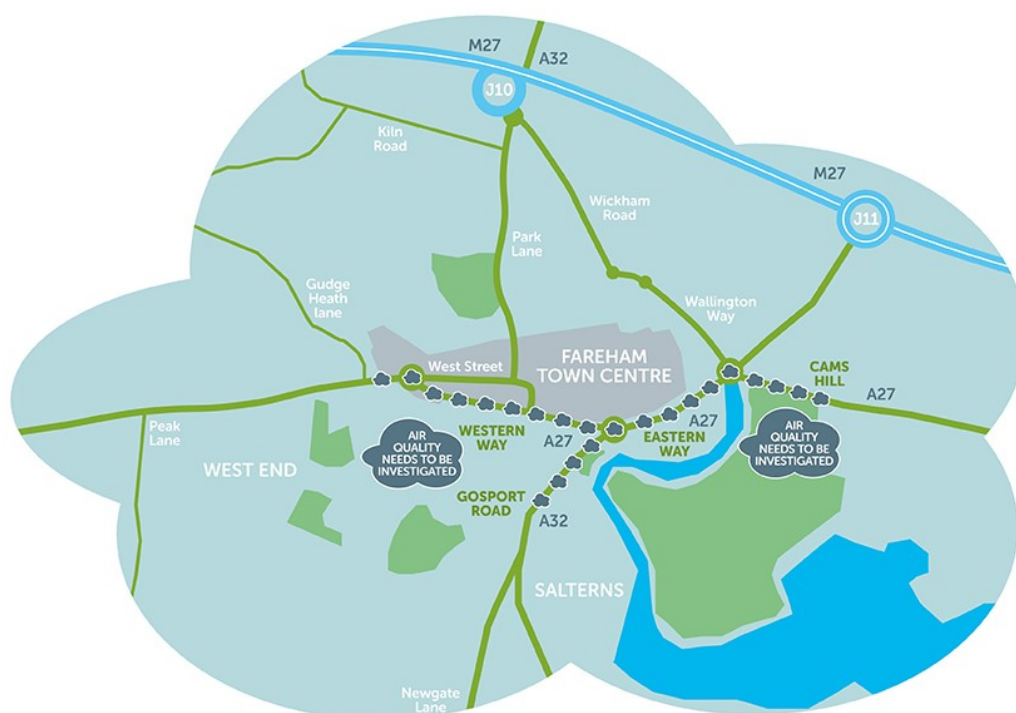 M27
A32
J10
Kiln
Road
M27
J11
Wickham
Road
Park
Lane
Gudge
Heath
lane
Wallington
Way
West Street
FAREHAM
TOWN CENTRE
CAMS
HILL
A27
Peak
Lane
WESTERN
WAY
A27
EASTERN
WAY
A27
AIR
QUALITY
NEEDS TO BE
INVESTIGATED
AIR
QUALITY
NEEDS TO BE
INVESTIGATED
WEST END
GOSPORT
ROAD
A32
SALTERNS
Newgate
Lane